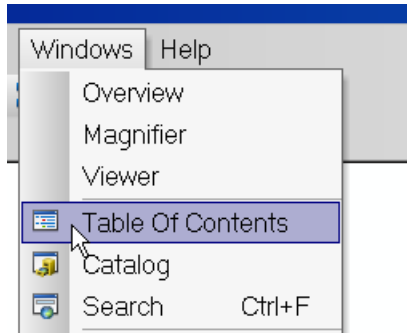 Windows Help
Overview
Magnifier
Viewer
Table Of Contents
Catalog
Search Ctrl+F